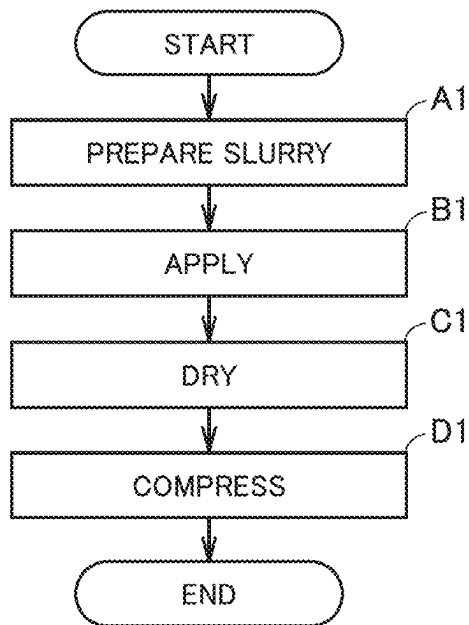 START
A1
PREPARE SLURRY
B1
APPLY
C1
DRY
D1
COMPRESS
END